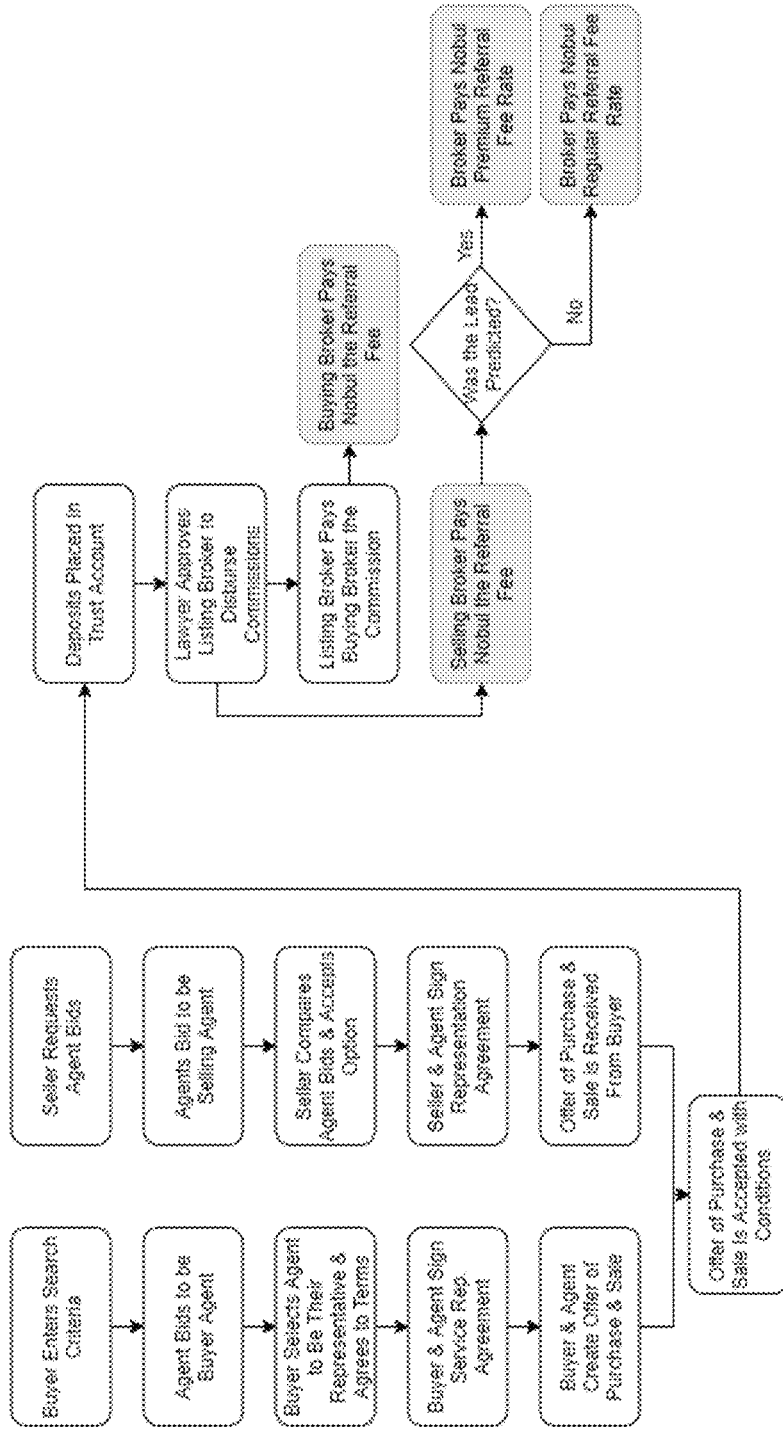 Buyer Enters Search
Criteria
Agent Bids to be
Buyer Agent
Buyer Selects Agent
to Be Their
Representative &
Agrees to Terms
Buyer & Agent Sign
Service Rep.
Agreement
Buyer & Agent
Create Offer of
Purchase & Sale
Seller Requests
Agent Bids
Agents Bid to be
Selling Agent
Seller Compares
Agent Bids & Accepts
Option
Seller & Agent Sign
Representation
Agreement
Offer of Purchase &
Sale is Received
From Buyer
Offer of Purchase &
Sale is Accepted with
Conditions
Deposits Placed in
Trust Account
Lawyer Approves
Listing Broker to
Disburse
Commissions
Listing Broker Pays
Buying Broker the
Commission
Buying Broker Pays
Nobul the Referral
Fee
Selling Broker Pays
Nobul the Referral
Fee
Was the Lead
Predicted?
Yes
No
Broker Pays Nobul
Premium Referral
Fee Rate
Broker Pays Nobul
Regular Referral Fee
Rate